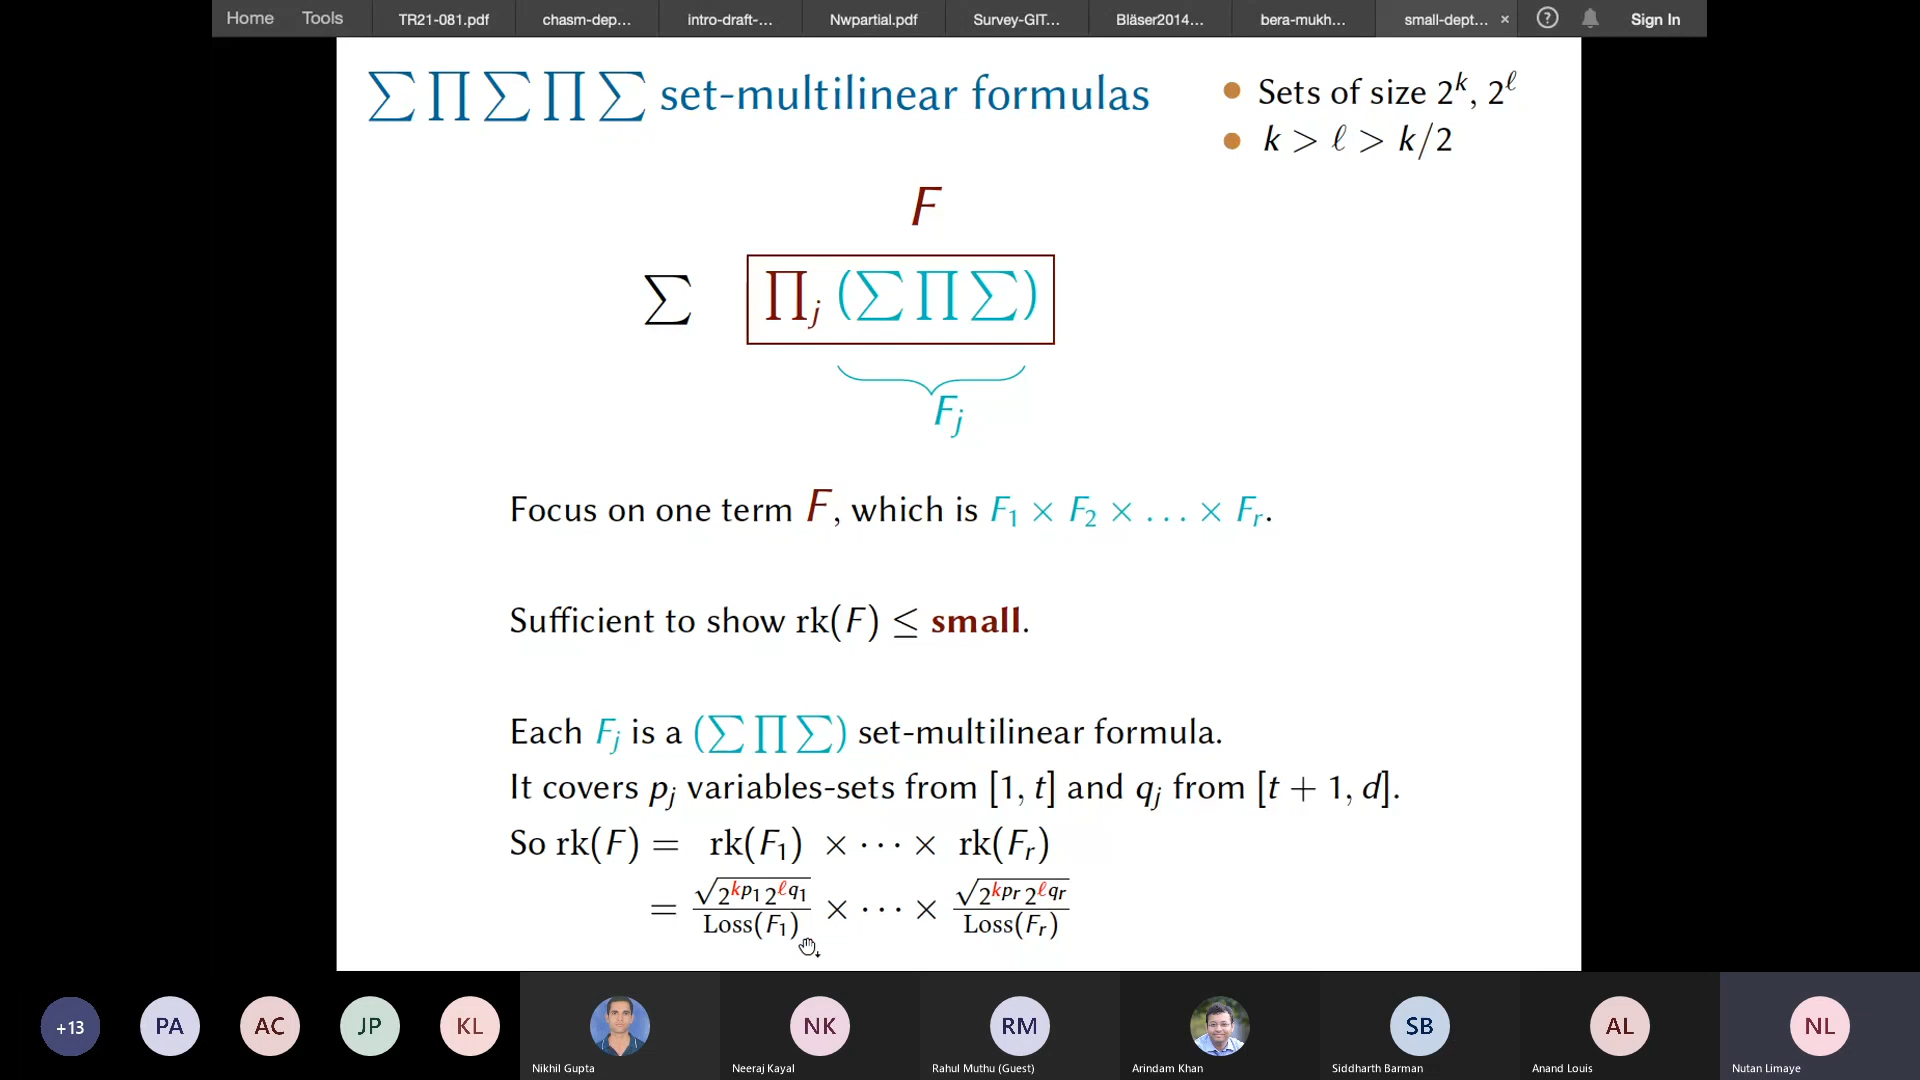 Home Tools TR21-081.pdf chasm-dep... intro-draft-... Nwpartial.pdf Survey-GIT... Bläser2014... bera-mukh... small-dept... × ? Sign In
∑∏∑∏∑ set-multilinear formulas
• Sets of size 2^k, 2^ℓ
• k > ℓ > k/2
F
∑ ∏_j (∑∏∑)
F_j
Focus on one term F, which is F_1 × F_2 × ... × F_r.
Sufficient to show rk(F) ≤ small.
Each F_j is a (∑∏∑) set-multilinear formula.
It covers p_j variables-sets from [1, t] and q_j from [t + 1, d].
So rk(F) = rk(F_1) × ··· × rk(F_r)
= √(2^{kp_1} 2^{ℓq_1}) / Loss(F_1) × ··· × √(2^{kp_r} 2^{ℓq_r}) / Loss(F_r)
+13 PA AC JP KL NK RM SB AL NL
Nikhil Gupta Neeraj Kayal Rahul Muthu (Guest) Arindam Khan Siddharth Barman Anand Louis Nutan Limaye